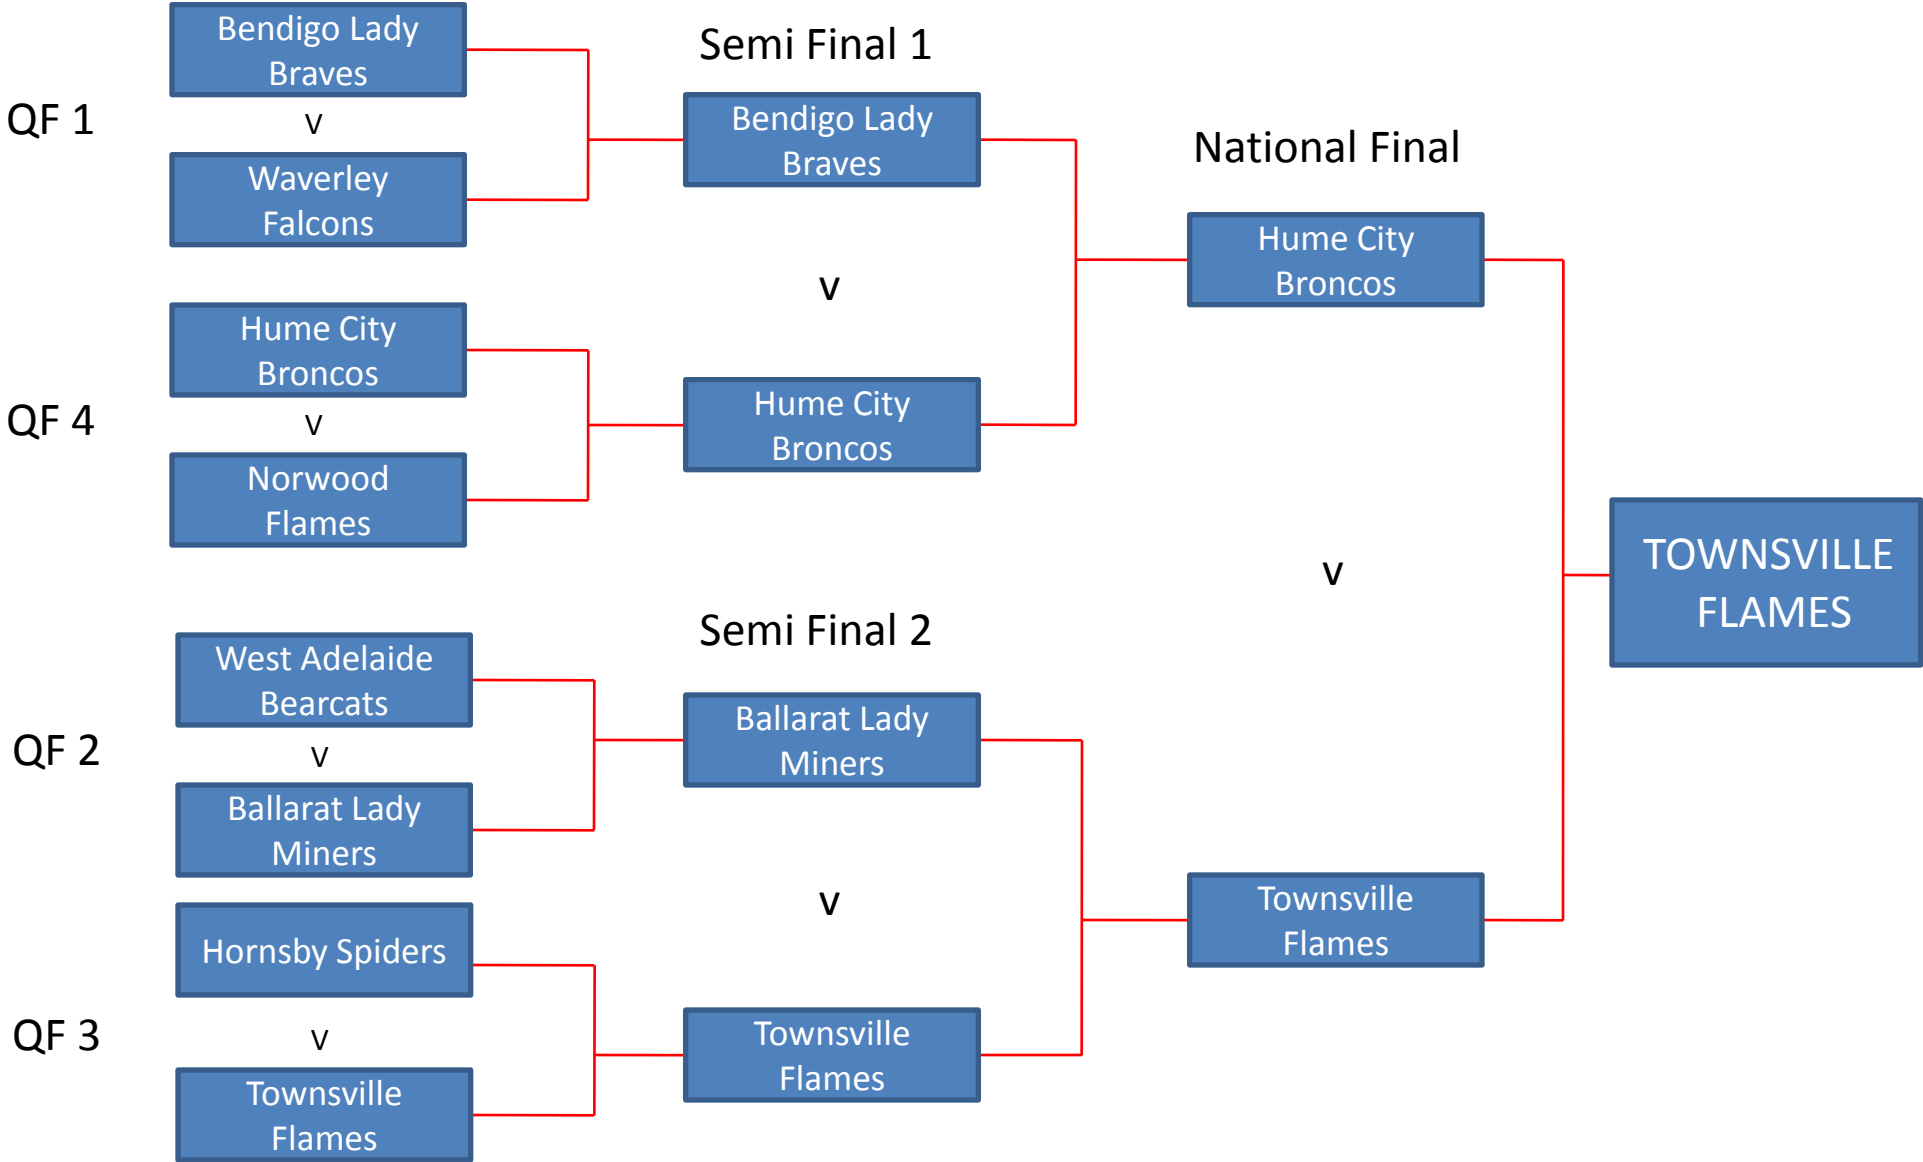 Bendigo Lady
Braves
QF 1
v
Waverley
Falcons
Hume City
Broncos
QF 4
v
Norwood
Flames
West Adelaide
Bearcats
QF 2
v
Ballarat Lady
Miners
Hornsby Spiders
QF 3
v
Townsville
Flames
Semi Final 1
Bendigo Lady
Braves
v
Hume City
Broncos
Semi Final 2
Ballarat Lady
Miners
v
Townsville
Flames
National Final
Hume City
Broncos
v
Townsville
Flames
TOWNSVILLE
FLAMES